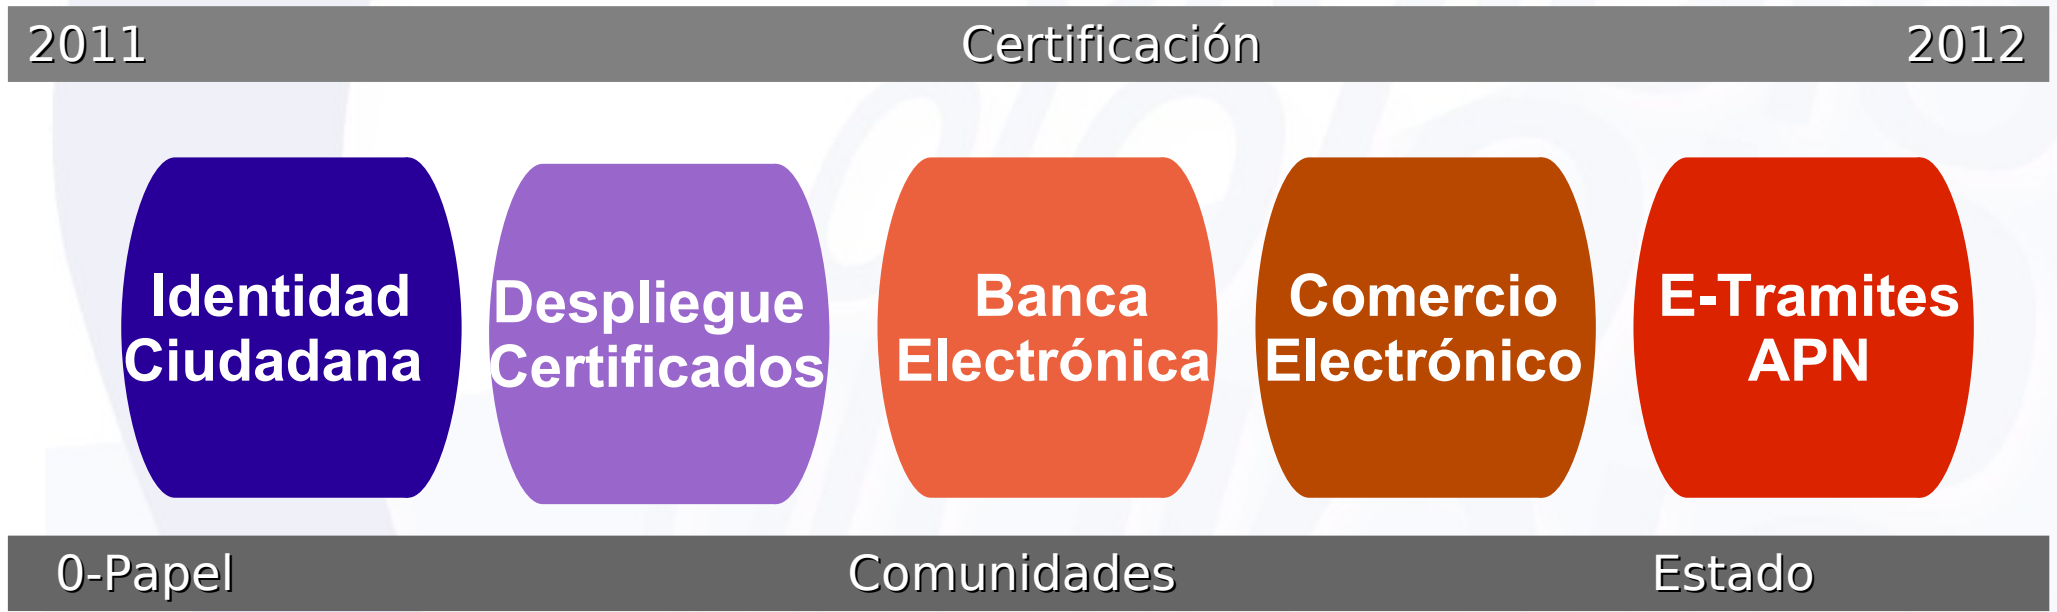 2011 Certificación 2012
Identidad
Ciudadana
Despliegue
Certificados
Banca
Electrónica
Comercio
Electrónico
E-Tramites
APN
0-Papel Comunidades Estado